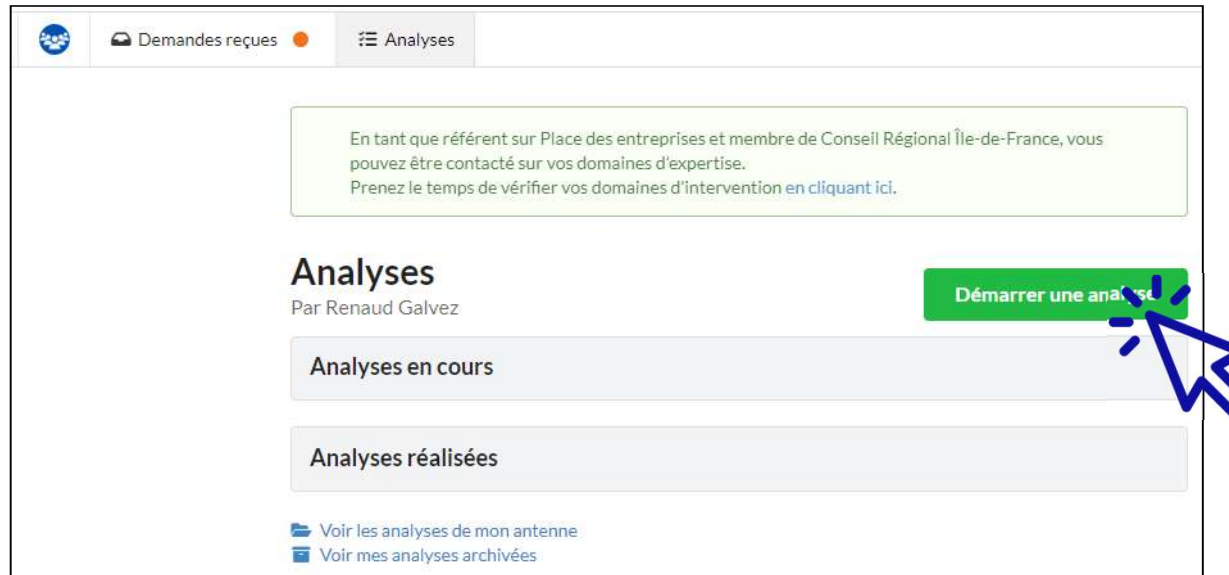 Demandes reçues
Analyses
En tant que référent sur Place des entreprises et membre de Conseil Régional Île-de-France, vous
pouvez être contacté sur vos domaines d'expertise.
Prenez le temps de vérifier vos domaines d'intervention en cliquant ici.
Analyses
Par Renaud Galvez
Démarrer une analyse
Analyses en cours
Analyses réalisées
Voir les analyses de mon antenne
Voir mes analyses archivées